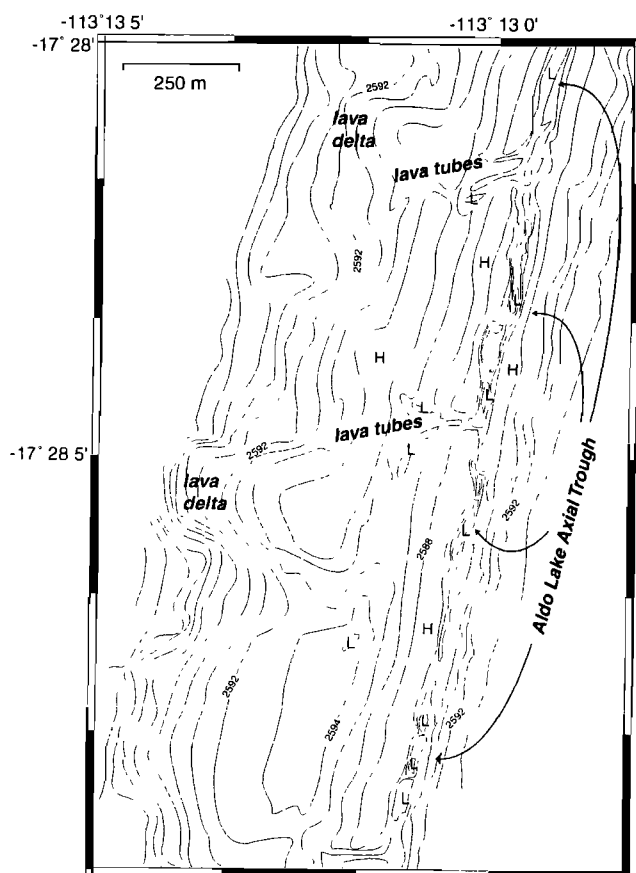 -113° 13 5'
-113° 13 0'
-17° 28'
250 m
2592
L
lava
delta
lava tubes
L
2592
H
L
H
H
L
L
lava tubes
-17° 28 5'
2592
L
lava
delta
2592
L
2588
Aldo Lake Axial Trough
H
L
2592
2594
L
2592
L
L